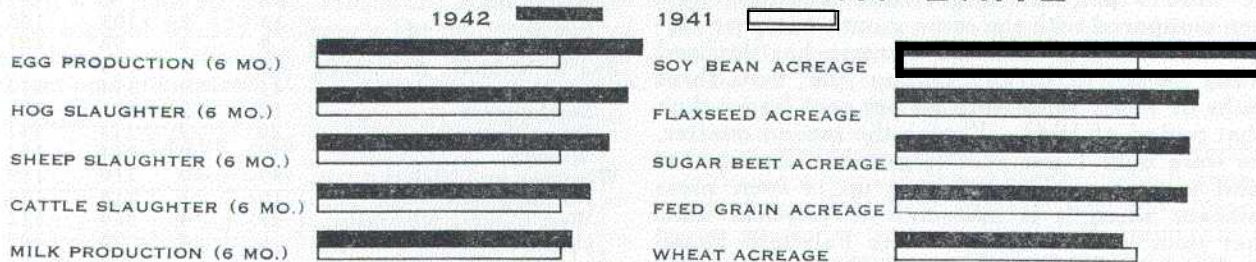 1942
1941
EGG PRODUCTION (6 MO.)
HOG SLAUGHTER (6 MO.)
SHEEP SLAUGHTER (6 MO.)
CATTLE SLAUGHTER (6 MO.)
MILK PRODUCTION (6 MO.)
SOY BEAN ACREAGE
FLAXSEED ACREAGE
SUGAR BEET ACREAGE
FEED GRAIN ACREAGE
WHEAT ACREAGE